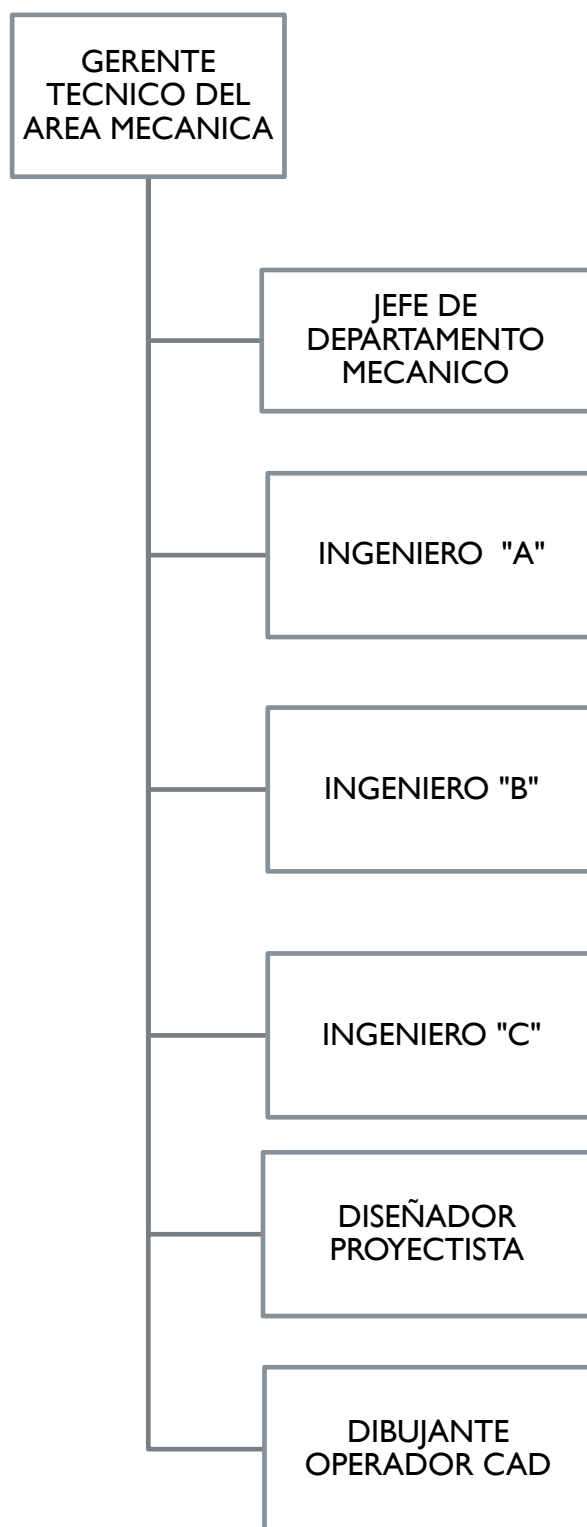 GERENTE
TECNICO DEL
AREA MECANICA
JEFE DE
DEPARTAMENTO
MECANICO
INGENIERO "A"
INGENIERO "B"
INGENIERO "C"
DISEÑADOR
PROYECTISTA
DIBUJANTE
OPERADOR CAD